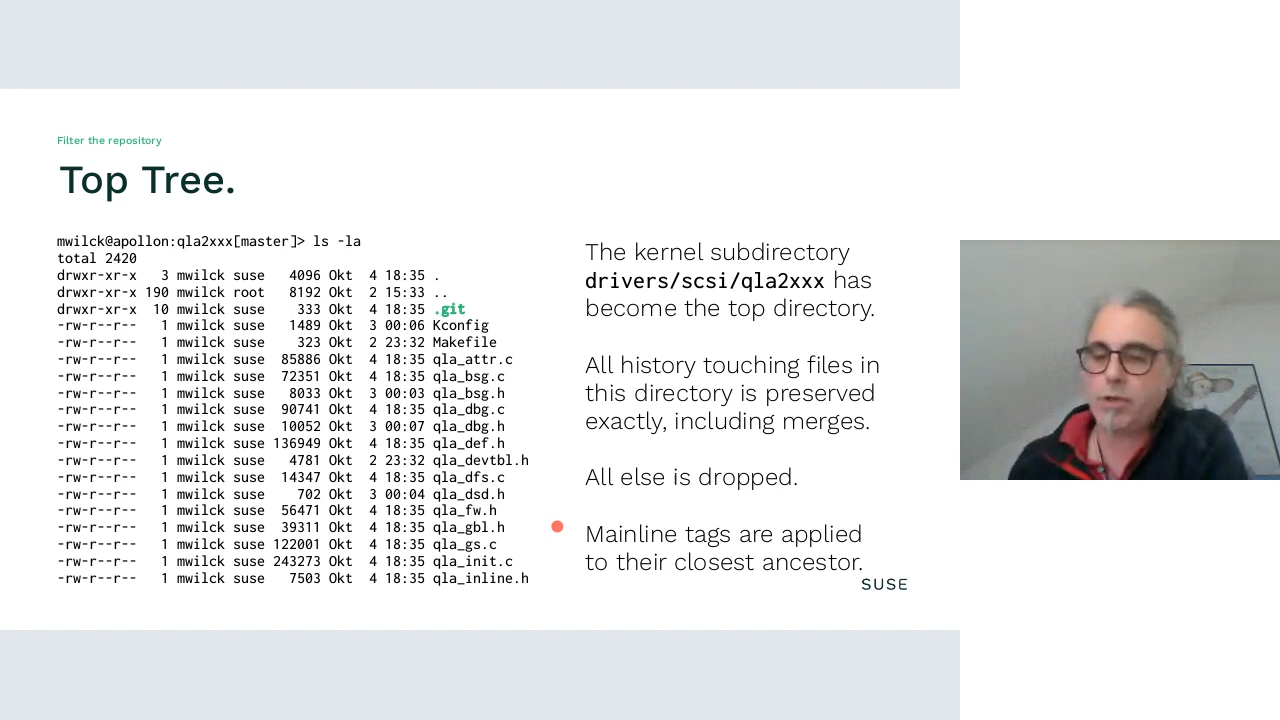 Filter the repository
Top Tree.
mwilck@apollon:qla2xxx[master]> ls -la
total 2420
drwxr-xr-x   3 mwilck suse   4096 Okt  4 18:35 .
drwxr-xr-x 190 mwilck root   8192 Okt  2 15:33 ..
drwxr-xr-x  10 mwilck suse    333 Okt  4 18:35 .git
-rw-r--r--   1 mwilck suse   1489 Okt  3 00:06 Kconfig
-rw-r--r--   1 mwilck suse    323 Okt  2 23:32 Makefile
-rw-r--r--   1 mwilck suse  85886 Okt  4 18:35 qla_attr.c
-rw-r--r--   1 mwilck suse  72351 Okt  4 18:35 qla_bsg.c
-rw-r--r--   1 mwilck suse   8033 Okt  3 00:03 qla_bsg.h
-rw-r--r--   1 mwilck suse  90741 Okt  4 18:35 qla_dbg.c
-rw-r--r--   1 mwilck suse  10052 Okt  3 00:07 qla_dbg.h
-rw-r--r--   1 mwilck suse 136949 Okt  4 18:35 qla_def.h
-rw-r--r--   1 mwilck suse   4781 Okt  2 23:32 qla_devtbl.h
-rw-r--r--   1 mwilck suse  14347 Okt  4 18:35 qla_dfs.c
-rw-r--r--   1 mwilck suse    702 Okt  3 00:04 qla_dsd.h
-rw-r--r--   1 mwilck suse  56471 Okt  4 18:35 qla_fw.h
-rw-r--r--   1 mwilck suse  39311 Okt  4 18:35 qla_gbl.h
-rw-r--r--   1 mwilck suse 122001 Okt  4 18:35 qla_gs.c
-rw-r--r--   1 mwilck suse 243273 Okt  4 18:35 qla_init.c
-rw-r--r--   1 mwilck suse   7503 Okt  4 18:35 qla_inline.h
The kernel subdirectory
drivers/scsi/qla2xxx has
become the top directory.
All history touching files in
this directory is preserved
exactly, including merges.
All else is dropped.
Mainline tags are applied
to their closest ancestor.
SUSE